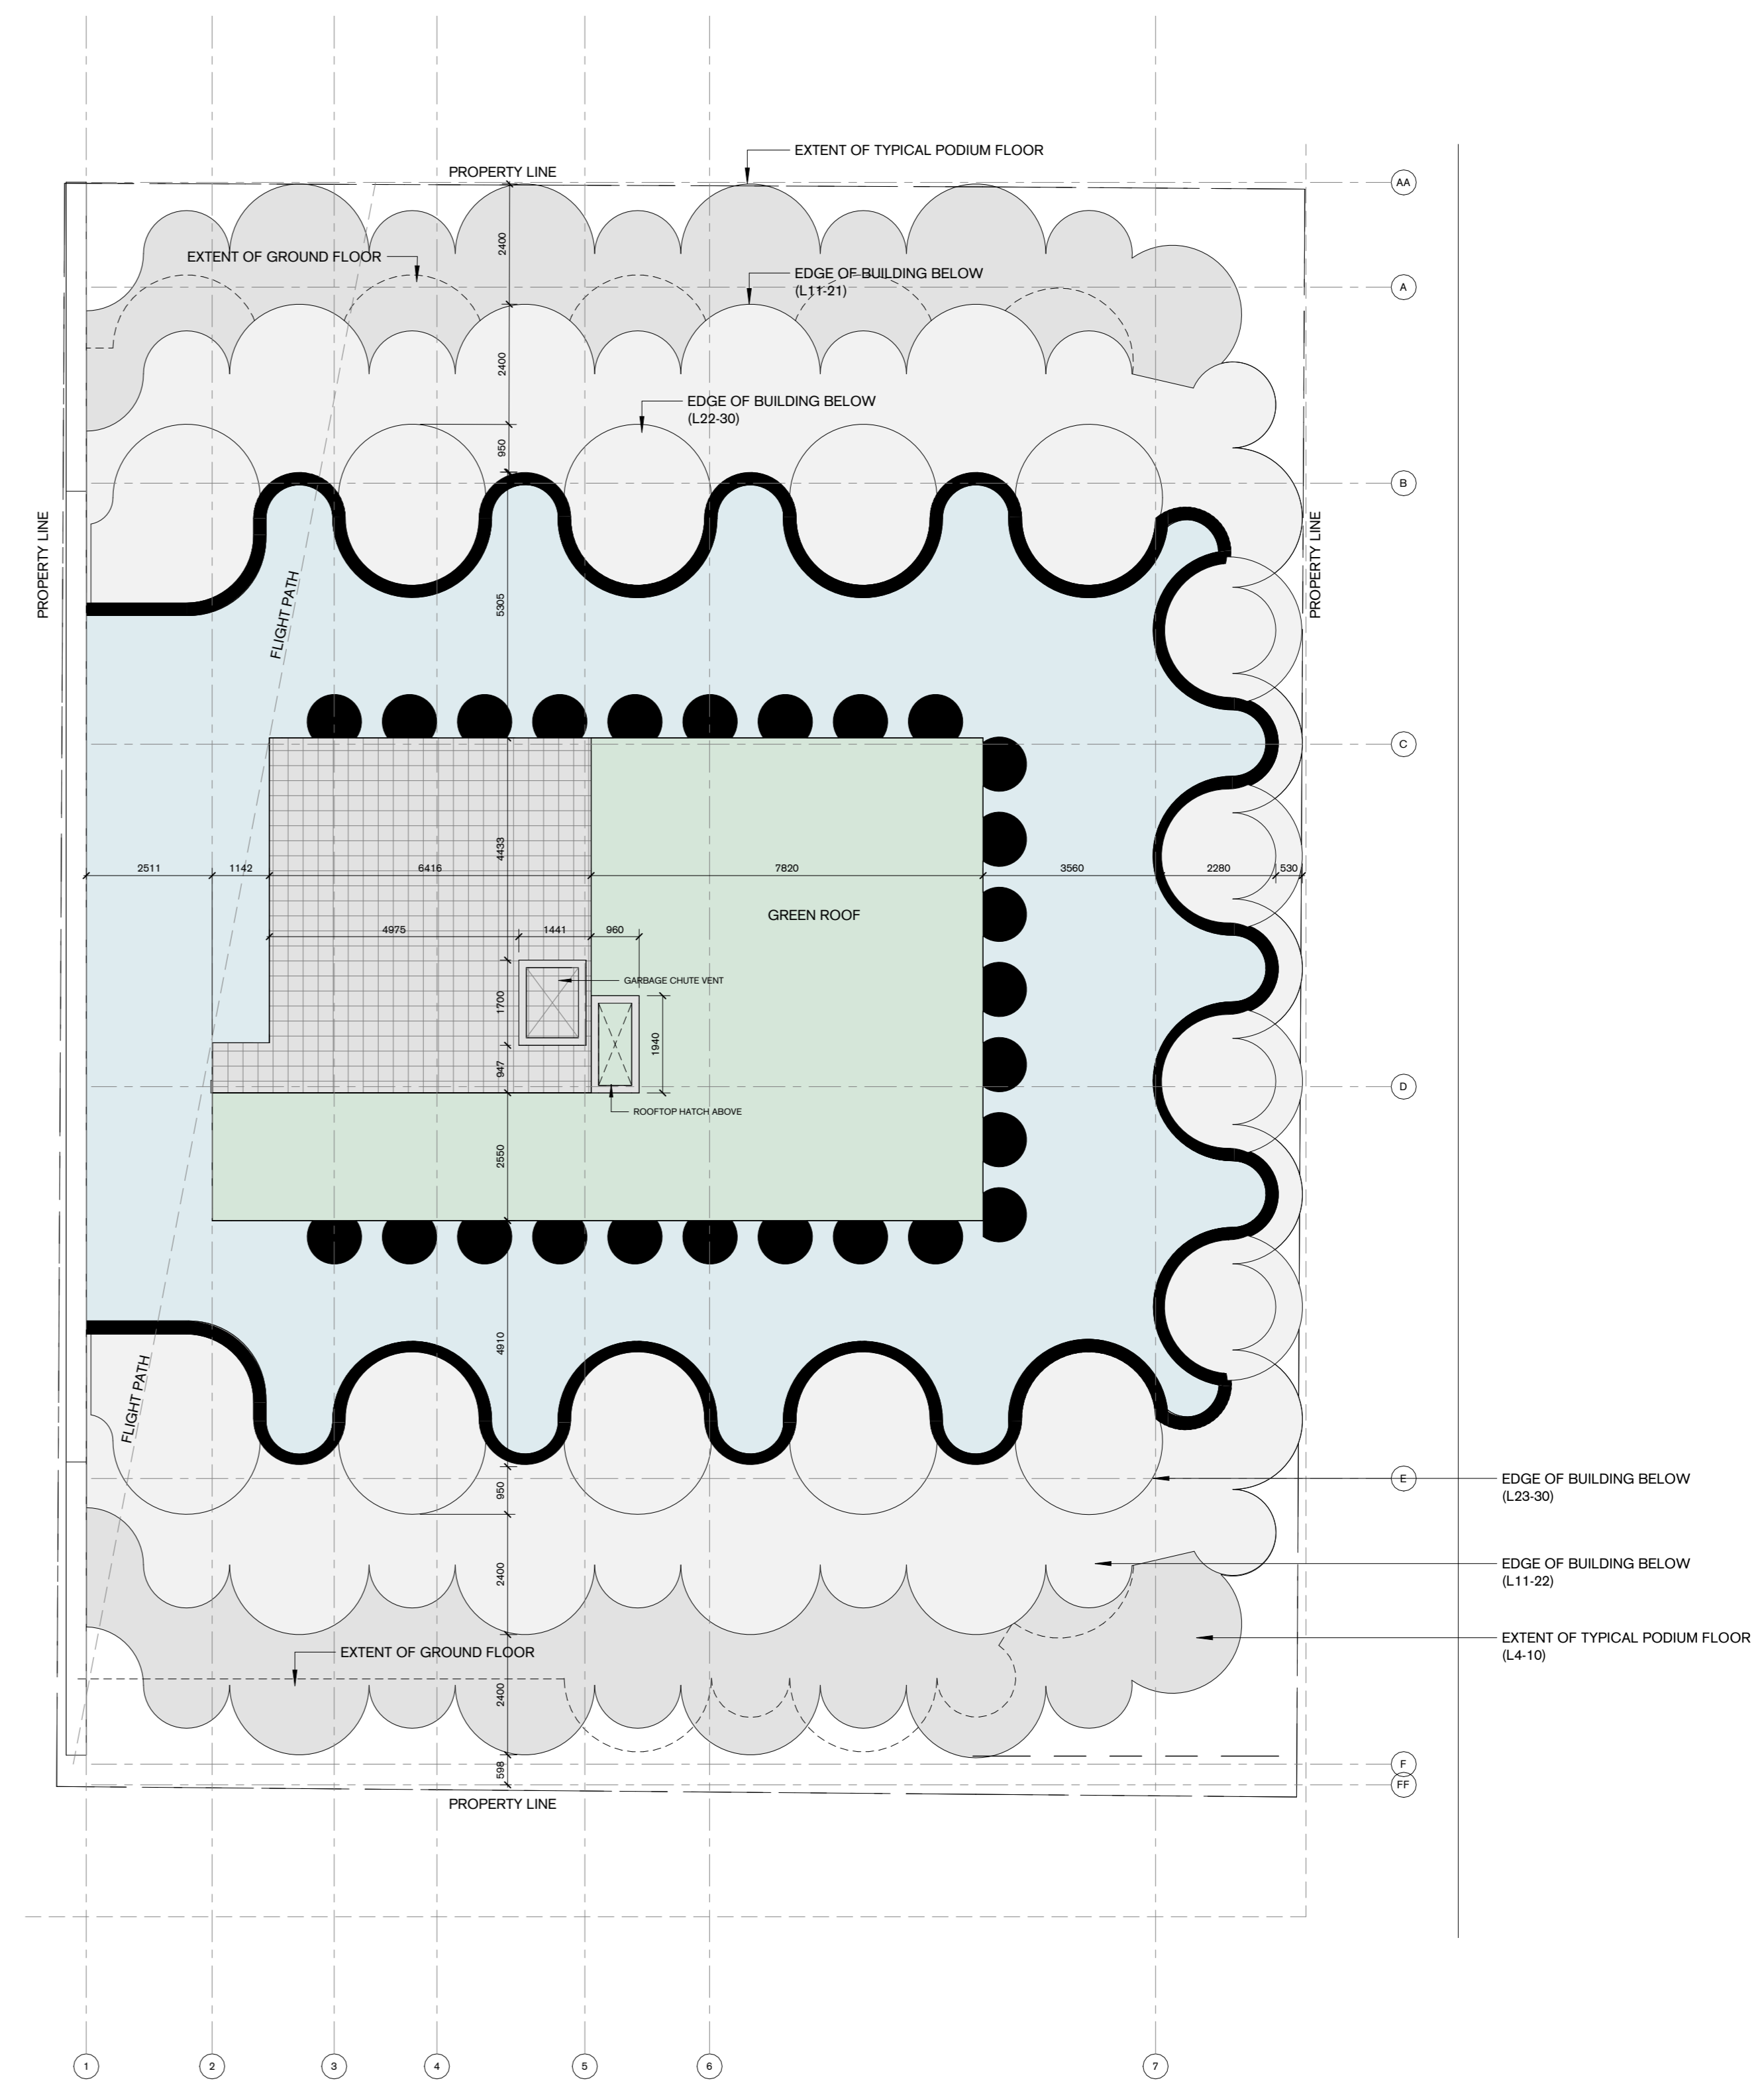 EXTENT OF TYPICAL PODIUM FLOOR
PROPERTY LINE
AA
2400
EXTENT OF GROUND FLOOR
EDGE OF BUILDING BELOW
(L11-21)
A
2400
EDGE OF BUILDING BELOW
(L22-30)
950
B
PROPERTY LINE
PROPERTY LINE
FLIGHT PATH
5305
C
4433
2511
1142
6416
7820
3560
2280
530
GREEN ROOF
4975
1441
960
GARBAGE CHUTE VENT
1700
1940
947
D
ROOFTOP HATCH ABOVE
2550
4910
FLIGHT PATH
E
EDGE OF BUILDING BELOW
(L23-30)
950
EDGE OF BUILDING BELOW
(L11-22)
2400
EXTENT OF TYPICAL PODIUM FLOOR
(L4-10)
EXTENT OF GROUND FLOOR
2400
598
F
FF
PROPERTY LINE
1
2
3
4
5
6
7